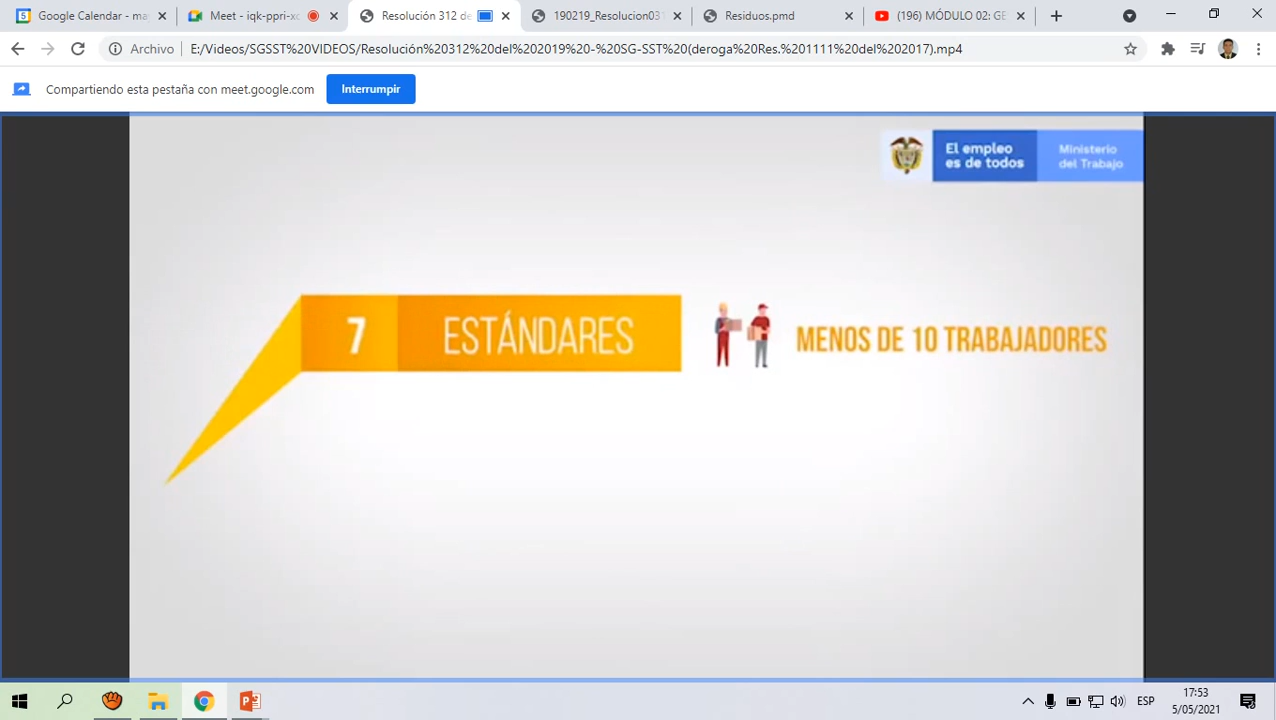 Google Calendar - ma
Meet - iqk-ppri-xc
Resolución 312 de
190219_Resolucion031
Residuos.pmd
(196) MÓDULO 02: GE
Archivo
E:/Videos/SGSST%20VIDEOS/Resolución%20312%20del%202019%20-%20SG-SST%20(deroga%20Res.%201111%20del%202017).mp4
Compartiendo esta pestaña con meet.google.com
Interrumpir
El empleo
es de todos
Ministerio
del Trabajo
7 ESTÁNDARES
MENOS DE 10 TRABAJADORES
ESP
17:53
5/05/2021